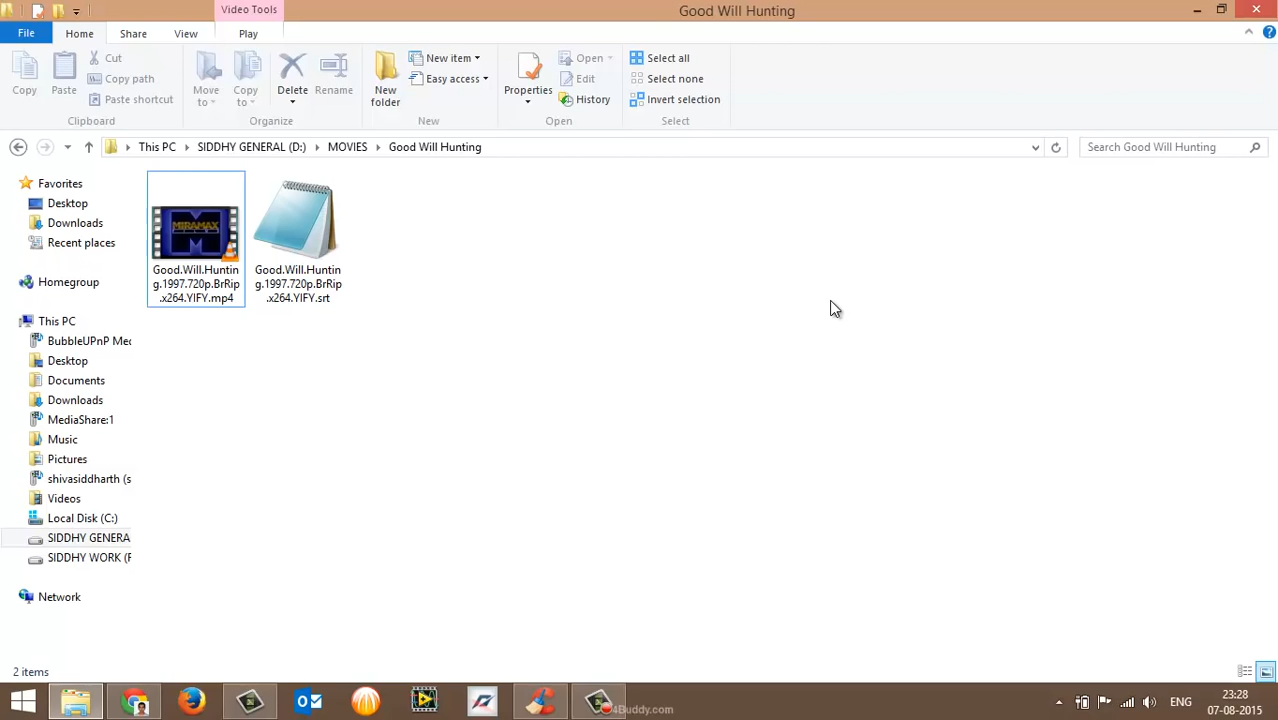 Video Tools
Good Will Hunting
File
Home
Share
View
Play
Copy
Paste
Cut
Copy path
Paste shortcut
Move to
Copy to
Delete
Rename
New folder
New item
Easy access
Properties
Open
Edit
History
Select all
Select none
Invert selection
Clipboard
Organize
New
Open
Select
This PC
SIDDHY GENERAL (D:)
MOVIES
Good Will Hunting
Search Good Will Hunting
Favorites
Desktop
Downloads
Recent places
Homegroup
This PC
BubbleUPnP Med
Desktop
Documents
Downloads
MediaShare:1
Music
Pictures
shivasiddharth (s
Videos
Local Disk (C:)
SIDDHY GENERA
SIDDHY WORK (F
Network
MIRAMAX
Good.Will.Huntin
g.1997.720p.BrRip
.x264.YIFY.mp4
Good.Will.Huntin
g.1997.720p.BrRip
.x264.YIFY.srt
2 items
4Buddy.com
ENG
23:28
07-08-2015